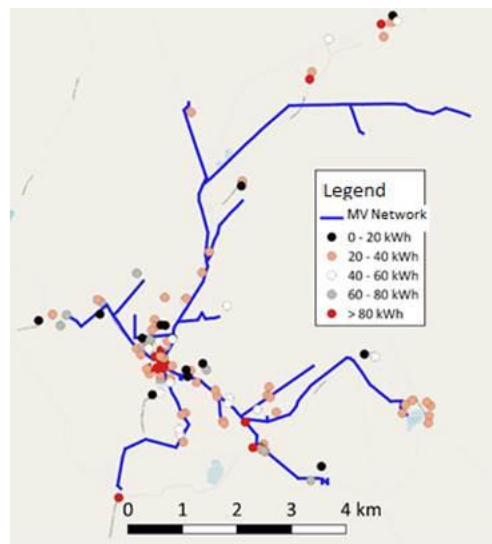 Legend
MV Network
0 - 20 kWh
20 - 40 kWh
40 - 60 kWh
60 - 80 kWh
> 80 kWh
0 1 2 3 4 km